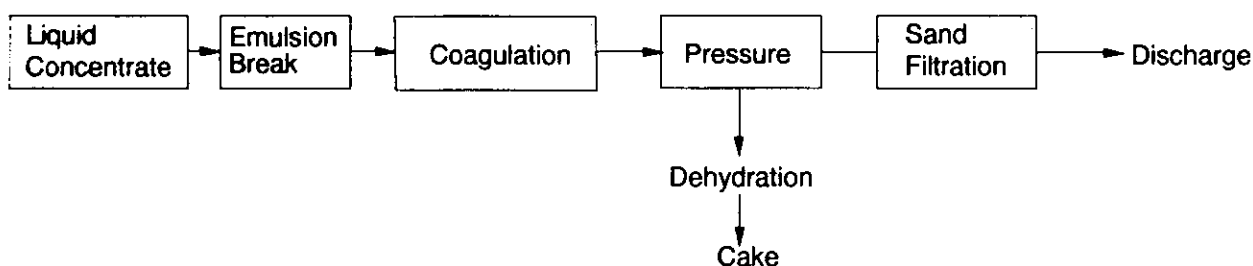 Liquid
Concentrate
Emulsion
Break
Coagulation
Pressure
Sand
Filtration
Discharge
Dehydration
Cake